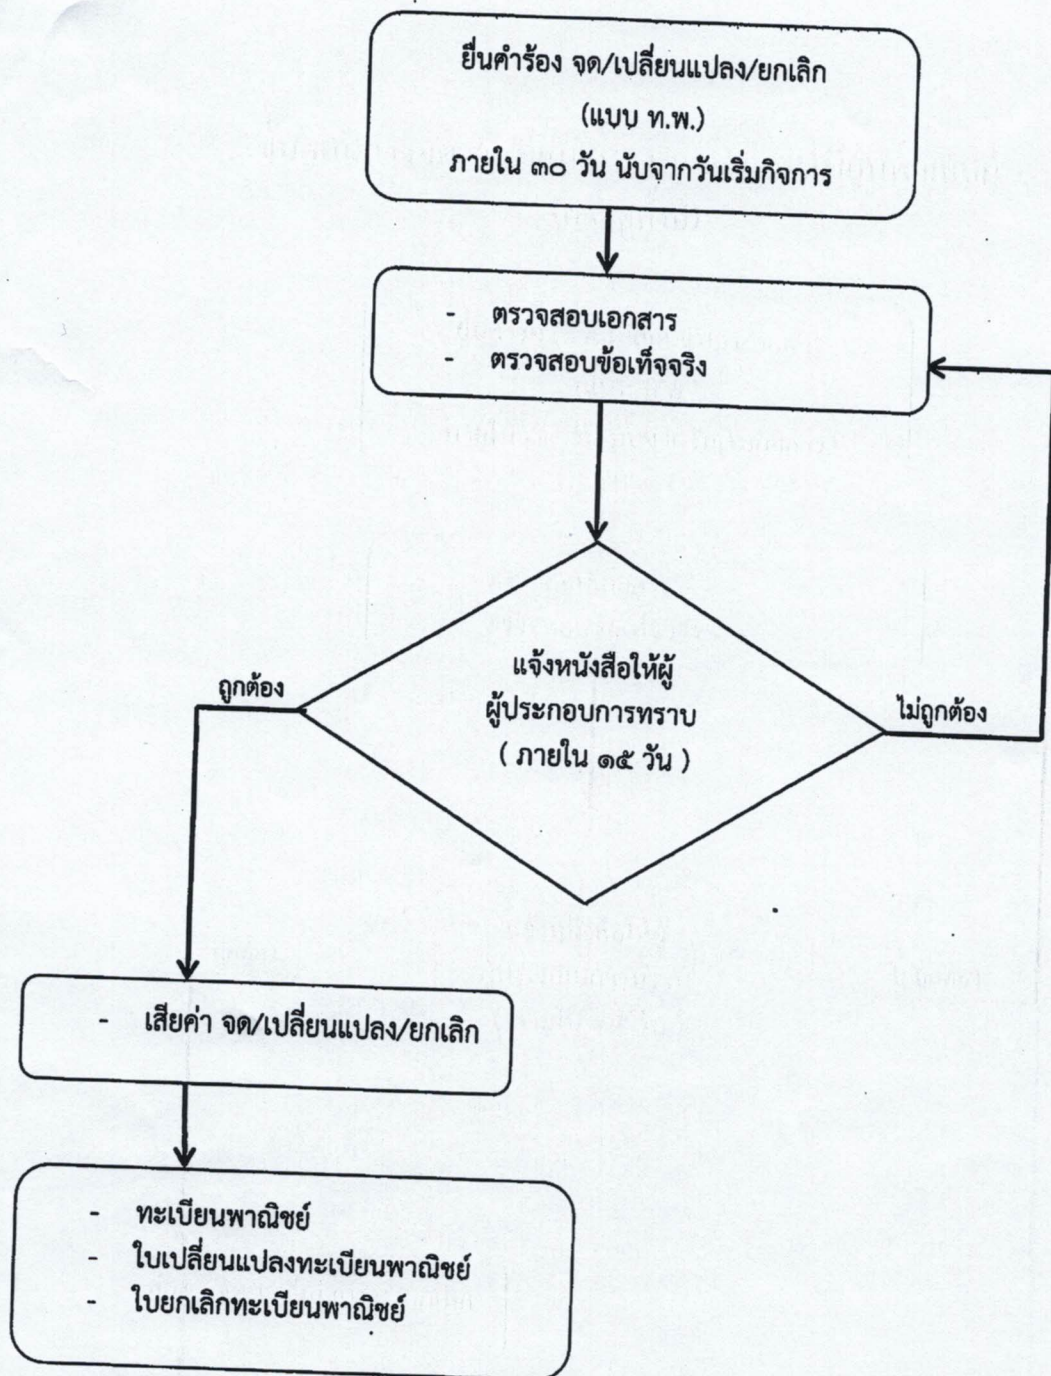 ยื่นคำร้อง จด/เปลี่ยนแปลง/ยกเลิก
(แบบ ท.พ.)
ภายใน ๓๐ วัน นับจากวันเริ่มกิจการ
- ตรวจสอบเอกสาร
- ตรวจสอบข้อเท็จจริง
แจ้งหนังสือให้ผู้
ผู้ประกอบการทราบ
( ภายใน ๑๕ วัน )
ถูกต้อง
ไม่ถูกต้อง
- เสียค่า จด/เปลี่ยนแปลง/ยกเลิก
- ทะเบียนพาณิชย์
- ใบเปลี่ยนแปลงทะเบียนพาณิชย์
- ใบยกเลิกทะเบียนพาณิชย์